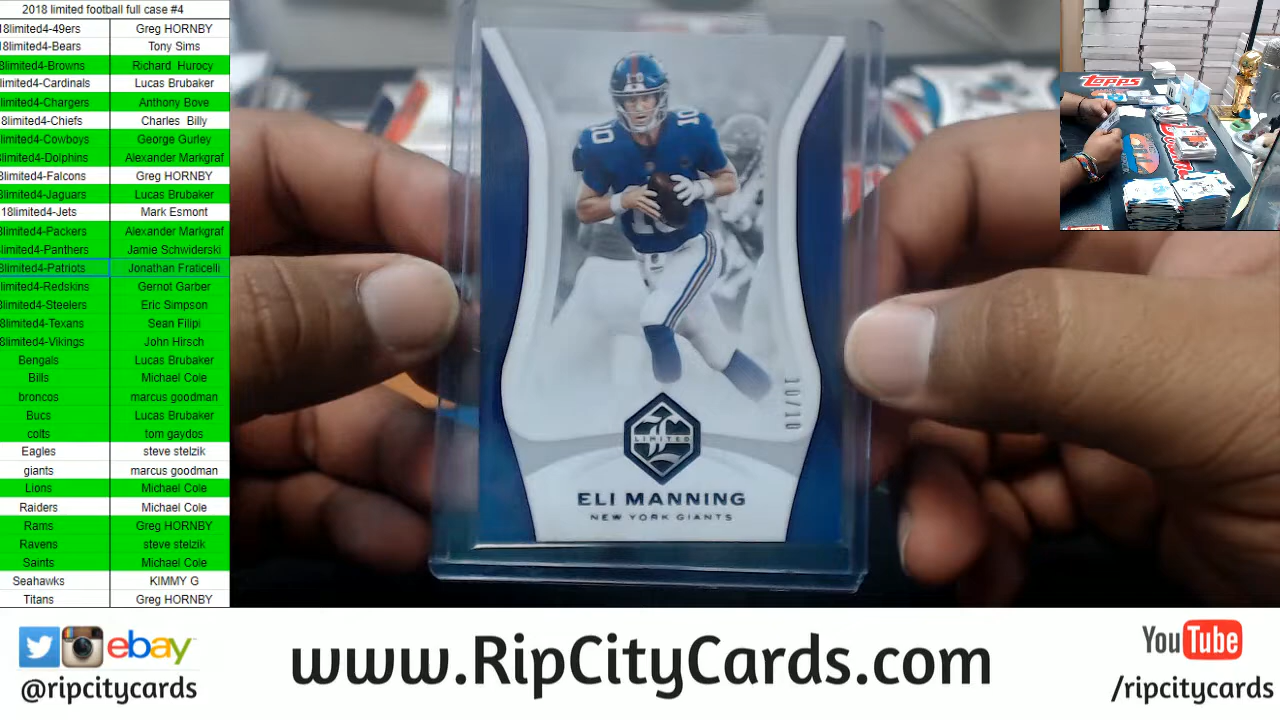 2018 limited football full case #4
18limited4-49ers Greg HORNBY
8limited4-Bears Tony Sims
8limited4-Browns Richard Hurocy
limited4-Cardinals Lucas Brubaker
limited4-Chargers Anthony Bove
8limited4-Chiefs Charles Billy
limited4-Cowboys George Gurley
limited4-Dolphins Alexander Markgraf
8limited4-Falcons Greg HORNBY
8limited4-Jaguars Lucas Brubaker
18limited4-Jets Mark Esmont
limited4-Packers Alexander Markgraf
limited4-Panthers Jamie Schwiderski
8limited4-Patriots Jonathan Fraticelli
limited4-Redskins Gernot Garber
limited4-Steelers Eric Simpson
8limited4-Texans Sean Filipi
8limited4-Vikings John Hirsch
Bengals Lucas Brubaker
Bills Michael Cole
broncos marcus goodman
Bucs Lucas Brubaker
colts tom gaydos
Eagles steve stelzik
giants marcus goodman
Lions Michael Cole
Raiders Michael Cole
Rams Greg HORNBY
Ravens steve stelzik
Saints Michael Cole
Seahawks KIMMY G
Titans Greg HORNBY
10
10
10
10/10
LIMITED
ELI MANNING
NEW YORK GIANTS
Topps
ebay
@ripcitycards
www.RipCityCards.com
YouTube
/ripcitycards